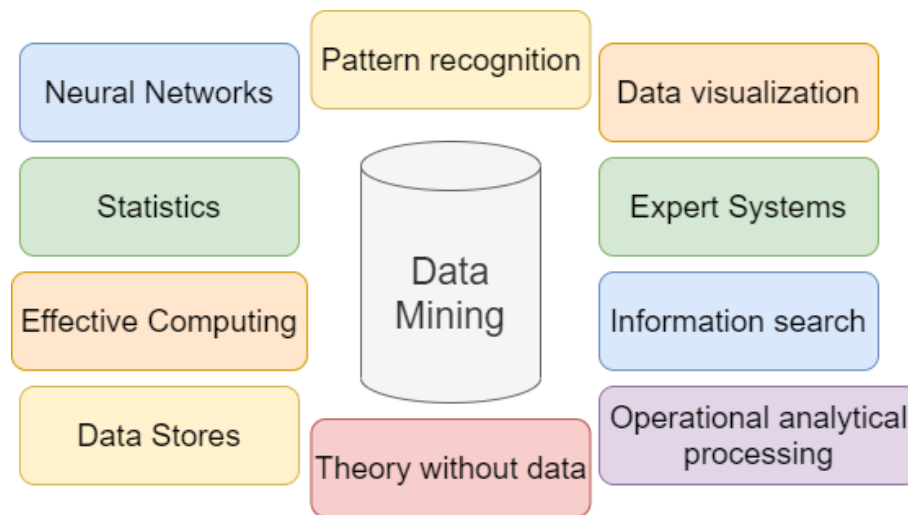 Pattern recognition
Neural Networks
Data visualization
Statistics
Expert Systems
Data
Mining
Effective Computing
Information search
Data Stores
Operational analytical
processing
Theory without data